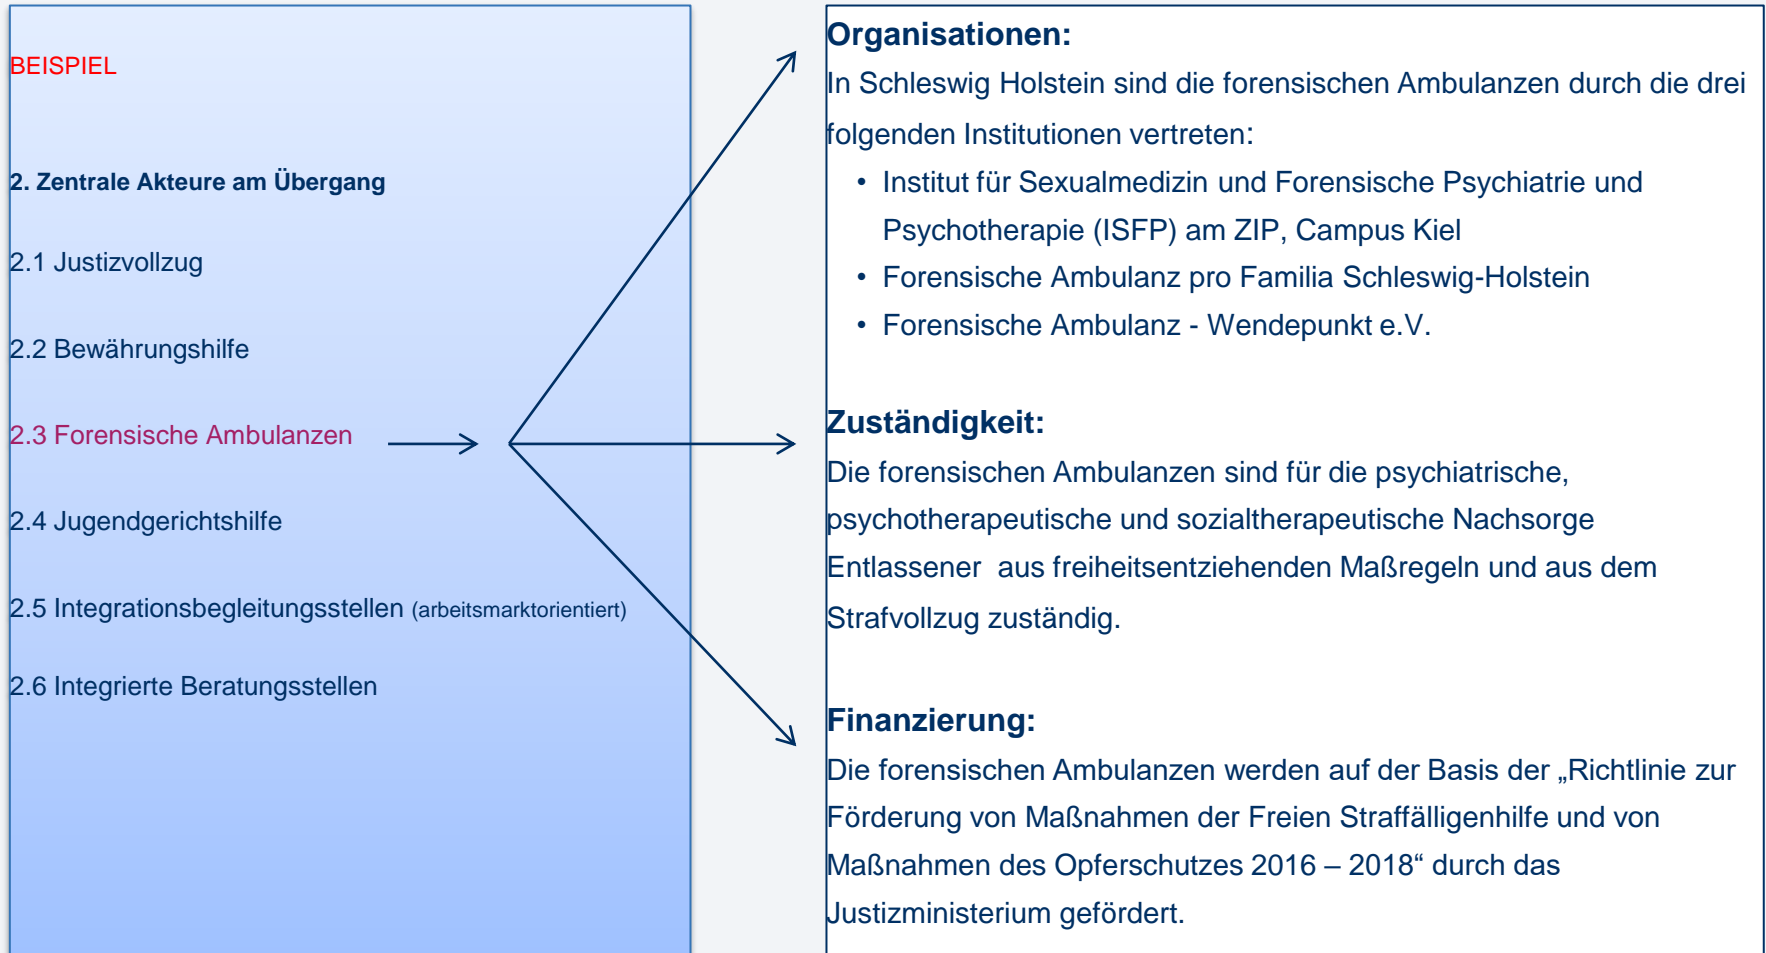 BEISPIEL
2. Zentrale Akteure am Übergang
2.1 Justizvollzug
2.2 Bewährungshilfe
2.3 Forensische Ambulanzen
2.4 Jugendgerichtshilfe
2.5 Integrationsbegleitungsstellen (arbeitsmarktorientiert)
2.6 Integrierte Beratungsstellen
Organisationen:
In Schleswig Holstein sind die forensischen Ambulanzen durch die drei
folgenden Institutionen vertreten:
• Institut für Sexualmedizin und Forensische Psychiatrie und
Psychotherapie (ISFP) am ZIP, Campus Kiel
• Forensische Ambulanz pro Familia Schleswig-Holstein
• Forensische Ambulanz - Wendepunkt e.V.
Zuständigkeit:
Die forensischen Ambulanzen sind für die psychiatrische,
psychotherapeutische und sozialtherapeutische Nachsorge
Entlassener aus freiheitsentziehenden Maßregeln und aus dem
Strafvollzug zuständig.
Finanzierung:
Die forensischen Ambulanzen werden auf der Basis der „Richtlinie zur
Förderung von Maßnahmen der Freien Straffälligenhilfe und von
Maßnahmen des Opferschutzes 2016 – 2018“ durch das
Justizministerium gefördert.